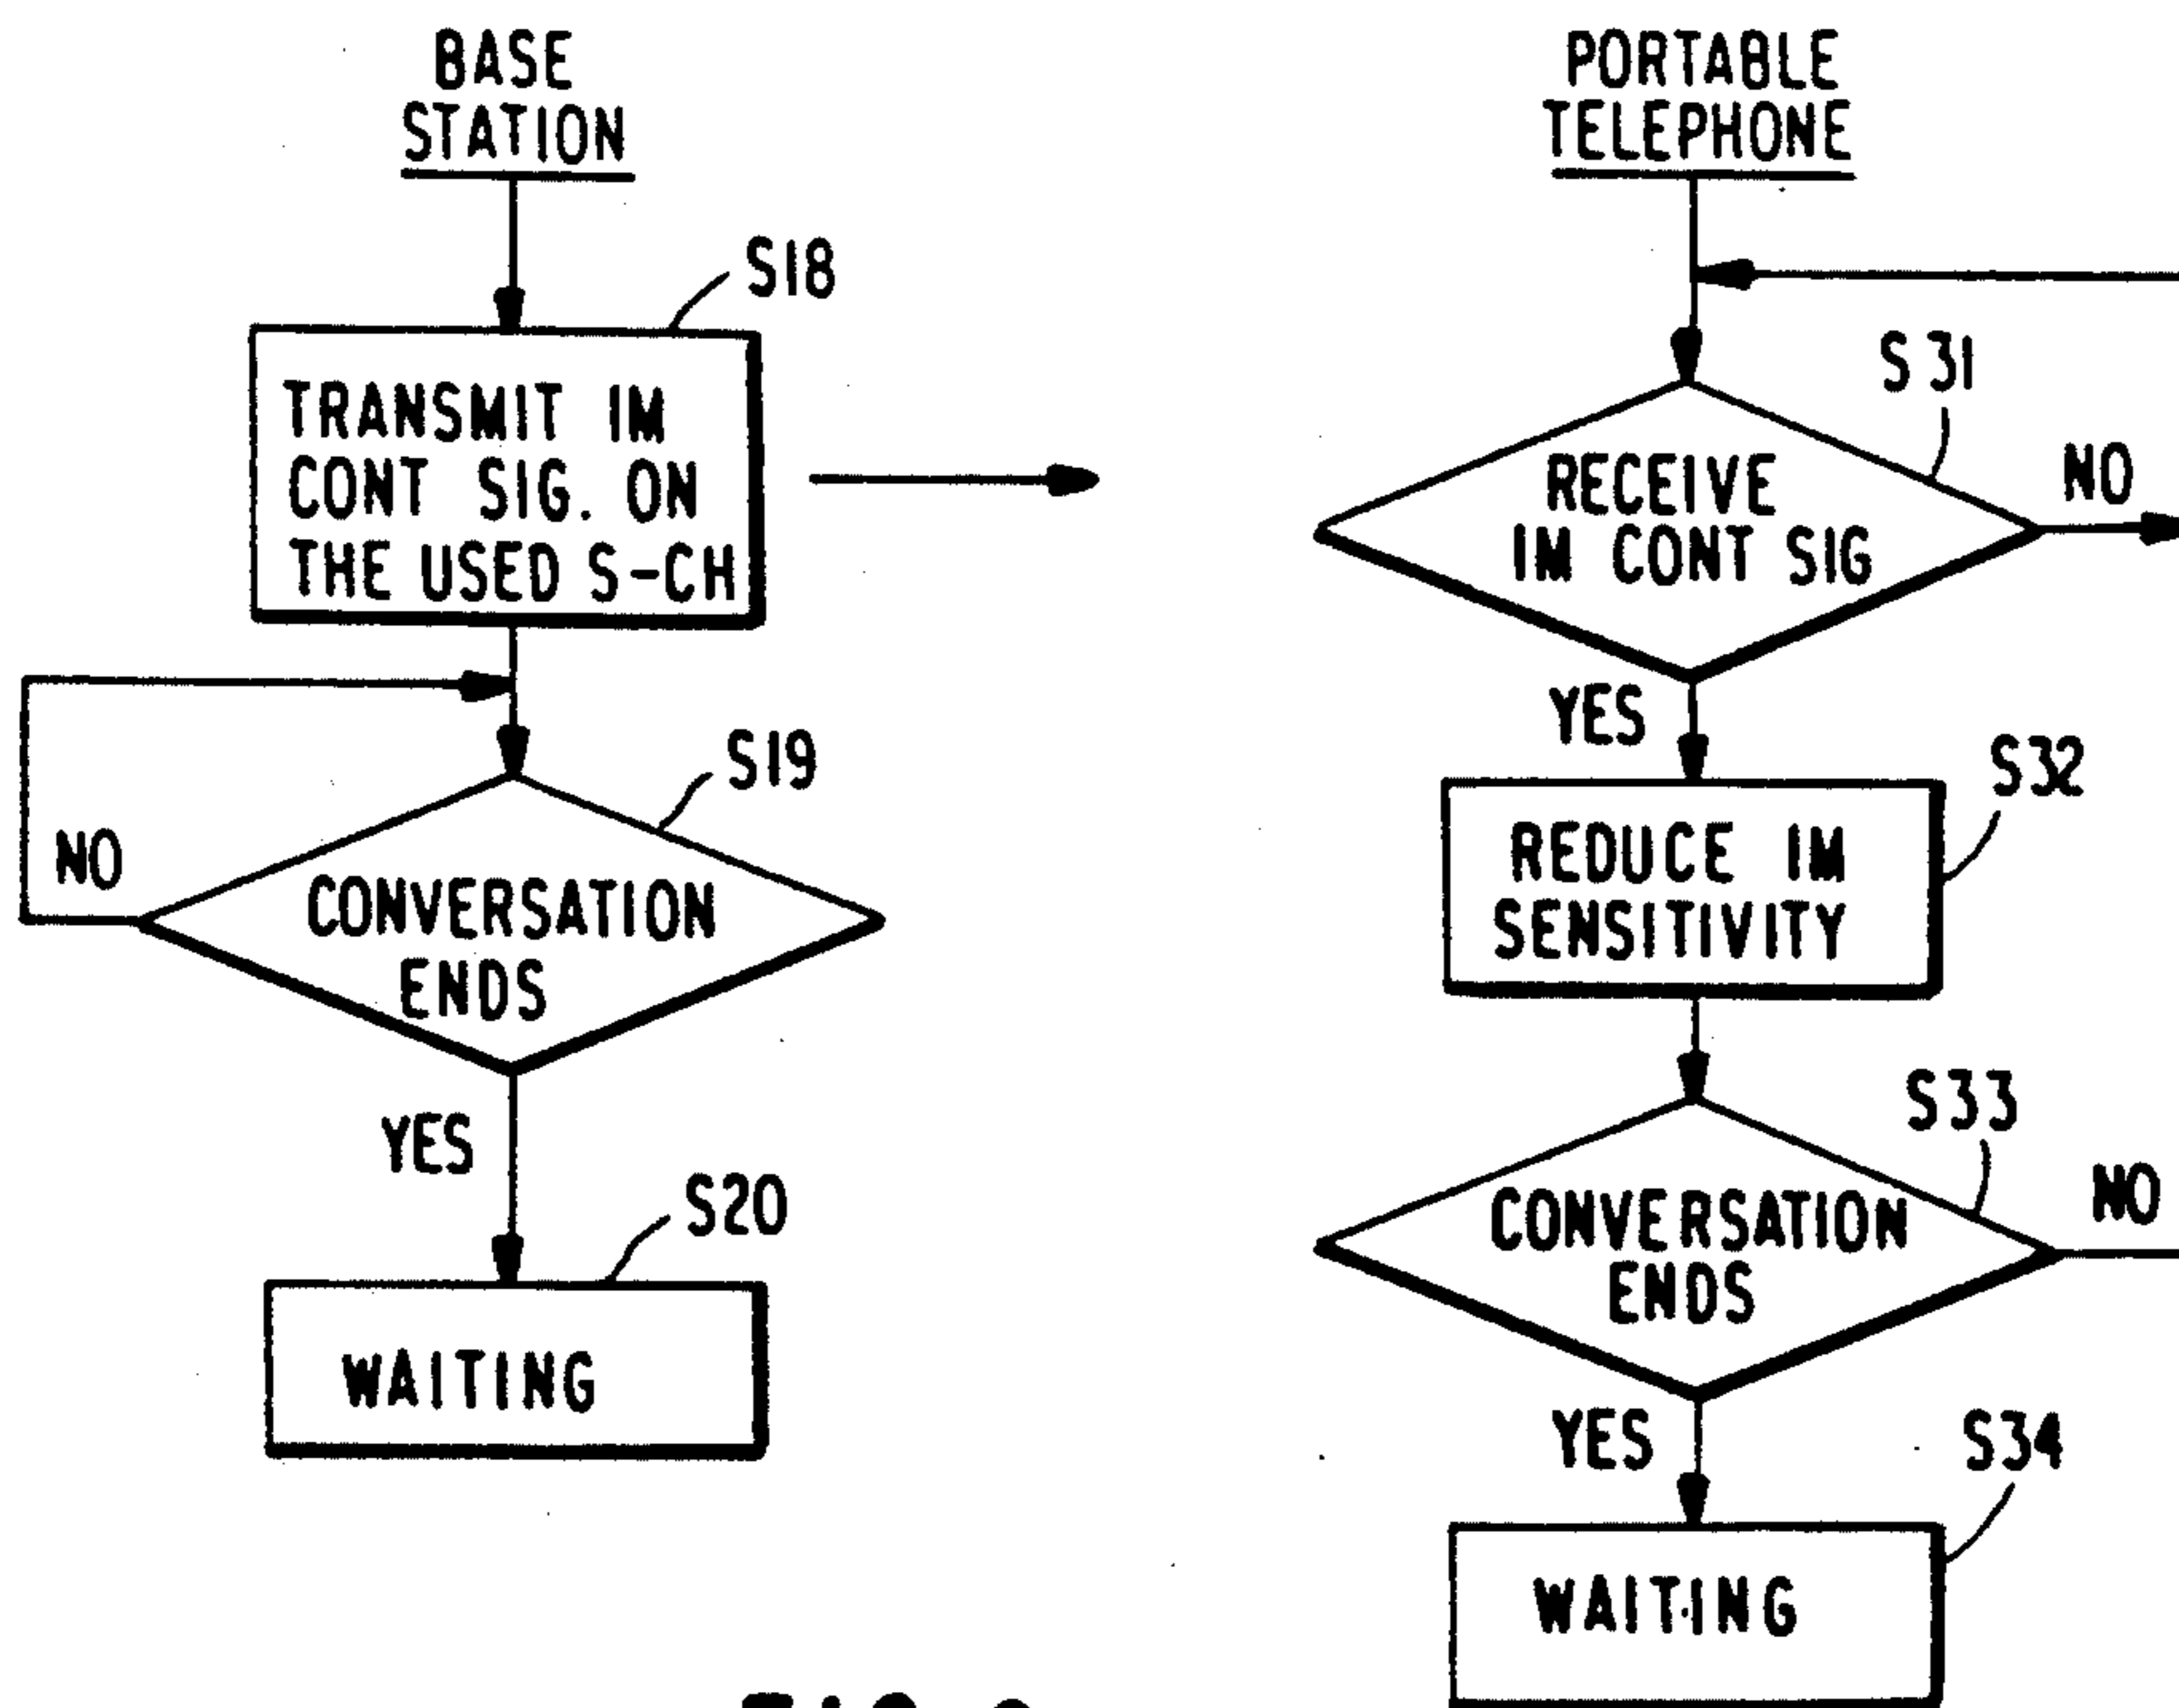 BASE
STATION
S18
TRANSMIT IM
CONT SIG. ON
THE USED S-CH
S19
NO
CONVERSATION
ENDS
YES
S20
WAITING
PORTABLE
TELEPHONE
S31
RECEIVE
IM CONT SIG
NO
YES
S32
REDUCE IM
SENSITIVITY
S33
CONVERSATION
ENDS
NO
YES
S34
WAITING